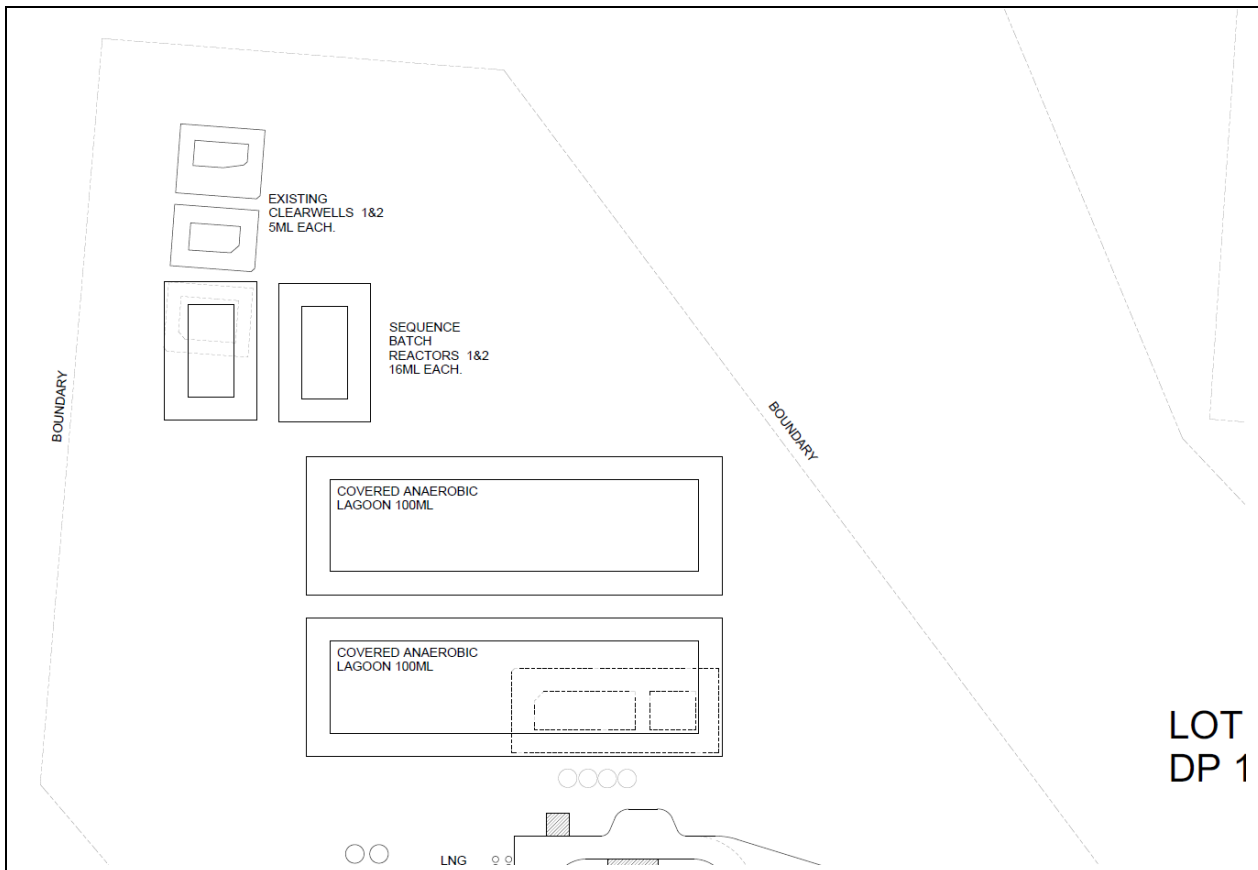 EXISTING
CLEARWELLS 1&2
5ML EACH.
SEQUENCE
BATCH
REACTORS 1&2
16ML EACH.
BOUNDARY
BOUNDARY
COVERED ANAEROBIC
LAGOON 100ML
COVERED ANAEROBIC
LAGOON 100ML
LOT
DP 1
LNG